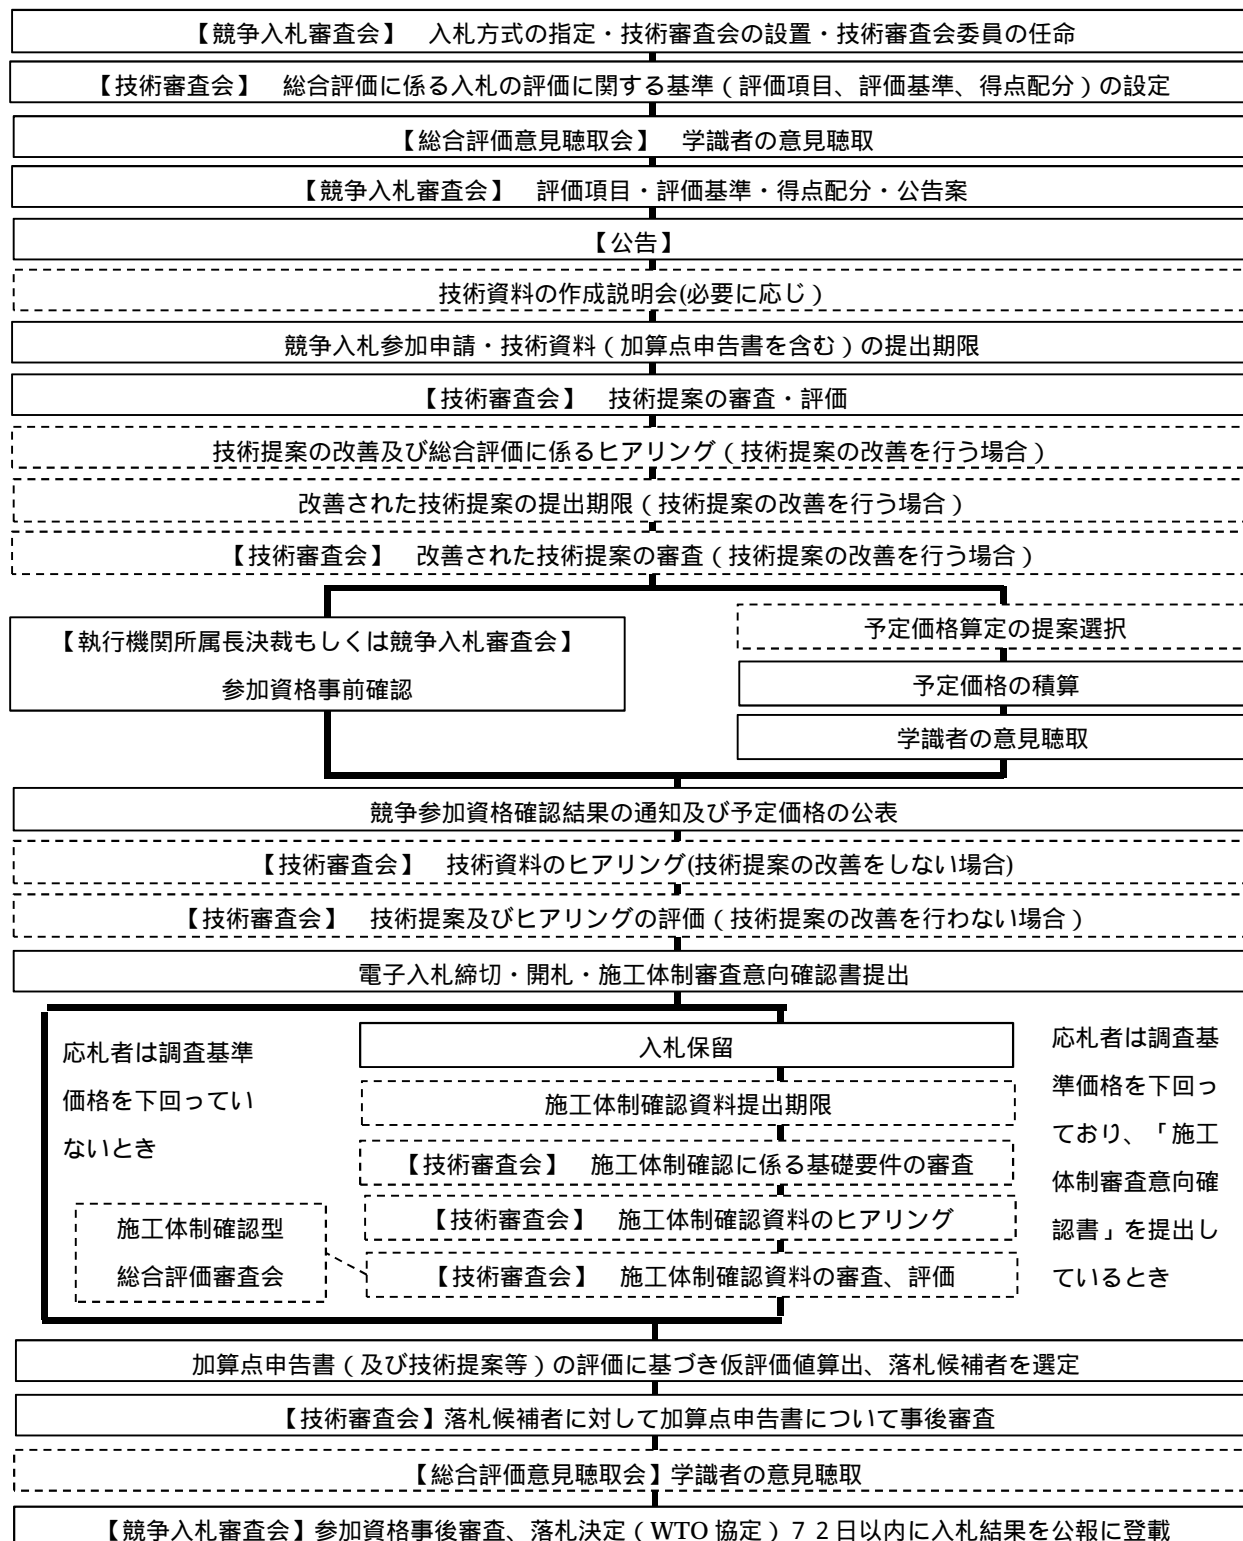 【競争入札審査会】　入札方式の指定・技術審査会の設置・技術審査会委員の任命
【技術審査会】　総合評価に係る入札の評価に関する基準（評価項目、評価基準、得点配分）の設定
【総合評価意見聴取会】　学識者の意見聴取
【競争入札審査会】　評価項目・評価基準・得点配分・公告案
【公告】
技術資料の作成説明会(必要に応じ）
競争入札参加申請・技術資料（加算点申告書を含む）の提出期限
【技術審査会】　技術提案の審査・評価
技術提案の改善及び総合評価に係るヒアリング（技術提案の改善を行う場合）
改善された技術提案の提出期限（技術提案の改善を行う場合）
【技術審査会】　改善された技術提案の審査（技術提案の改善を行う場合）
【執行機関所属長決裁もしくは競争入札審査会】
参加資格事前確認
予定価格算定の提案選択
予定価格の積算
学識者の意見聴取
競争参加資格確認結果の通知及び予定価格の公表
【技術審査会】　技術資料のヒアリング(技術提案の改善をしない場合)
【技術審査会】　技術提案及びヒアリングの評価（技術提案の改善を行わない場合）
電子入札締切・開札・施工体制審査意向確認書提出
応札者は調査基準
価格を下回ってい
ないとき
入札保留
施工体制確認資料提出期限
【技術審査会】　施工体制確認に係る基礎要件の審査
【技術審査会】　施工体制確認資料のヒアリング
【技術審査会】　施工体制確認資料の審査、評価
施工体制確認型
総合評価審査会
応札者は調査基
準価格を下回っ
ており、「施工
体制審査意向確
認書」を提出し
ているとき
加算点申告書（及び技術提案等）の評価に基づき仮評価値算出、落札候補者を選定
【技術審査会】落札候補者に対して加算点申告書について事後審査
【総合評価意見聴取会】学識者の意見聴取
【競争入札審査会】参加資格事後審査、落札決定（WTO 協定）７２日以内に入札結果を公報に登載